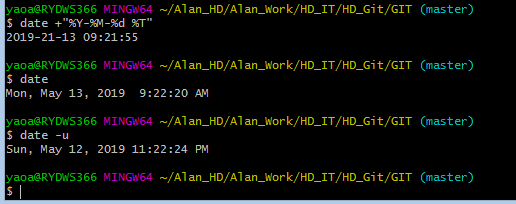 yaoa@RYDWS366 MINGW64 ~/Alan_HD/Alan_Work/HD_IT/HD_Git/GIT (master)
$ date +"%Y-%M-%d %T"
2019-21-13 09:21:55
yaoa@RYDWS366 MINGW64 ~/Alan_HD/Alan_Work/HD_IT/HD_Git/GIT (master)
$ date
Mon, May 13, 2019  9:22:20 AM
yaoa@RYDWS366 MINGW64 ~/Alan_HD/Alan_Work/HD_IT/HD_Git/GIT (master)
$ date -u
Sun, May 12, 2019 11:22:24 PM
yaoa@RYDWS366 MINGW64 ~/Alan_HD/Alan_Work/HD_IT/HD_Git/GIT (master)
$